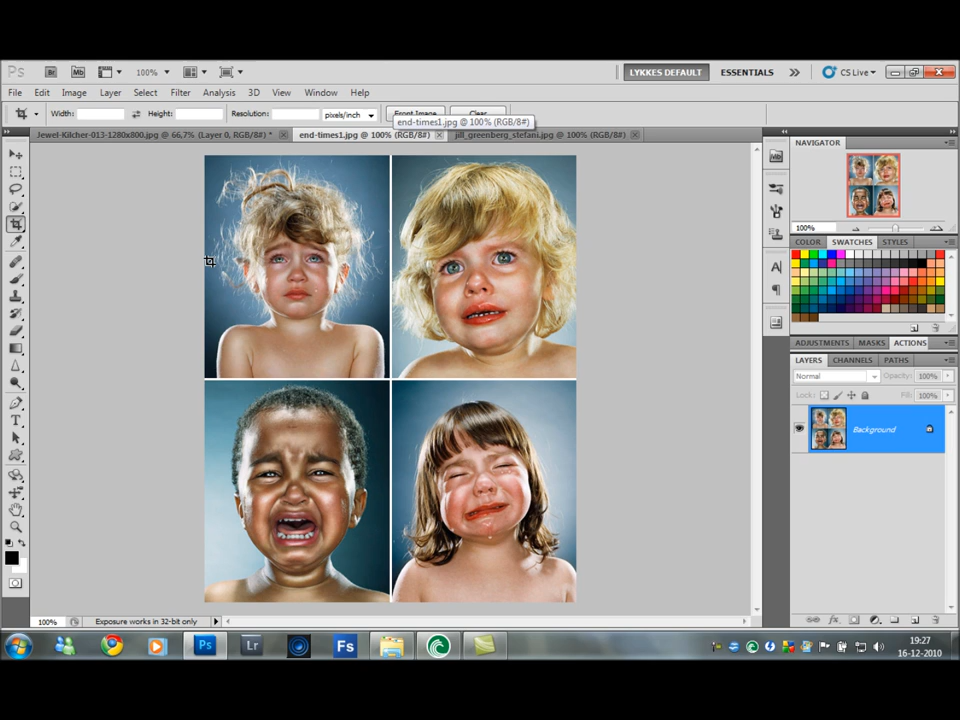 Ps Br Mb 100% LYKKES DEFAULT ESSENTIALS CS Live
File Edit Image Layer Select Filter Analysis 3D View Window Help
Width: Height: Resolution: pixels/inch Front Image Clear
end-times1.jpg @ 100% (RGB/8#)
Jewel-Kilcher-013-1280x800.jpg @ 66,7% (Layer 0, RGB/8#) * end-times1.jpg @ 100% (RGB/8#) jill_greenberg_stefani.jpg @ 100% (RGB/8#)
NAVIGATOR
100%
COLOR SWATCHES STYLES
ADJUSTMENTS MASKS ACTIONS
LAYERS CHANNELS PATHS
Normal Opacity: 100%
Lock: Fill: 100%
Background
100% Exposure works in 32-bit only
Ps Lr Fs
19:27
16-12-2010